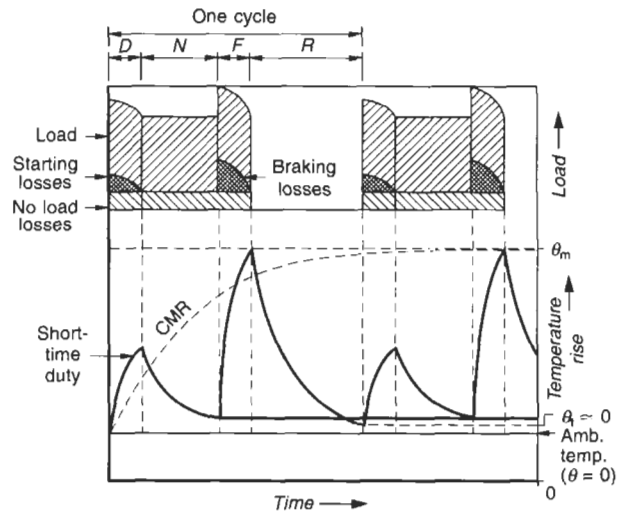 One cycle
D N F R
Load
Starting
losses
No load
losses
Braking
losses
Load
θm
CMR
Short-
time
duty
Temperature
rise
θ1 ≃ 0
Amb.
temp.
(θ = 0)
0
Time